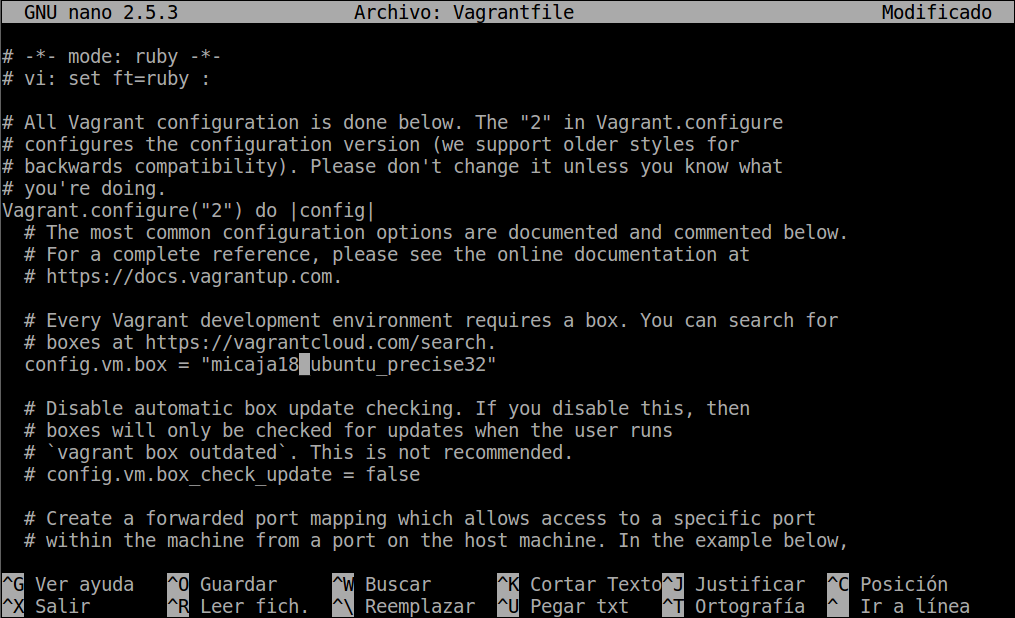 GNU nano 2.5.3 Archivo: Vagrantfile Modificado
# -*- mode: ruby -*-
# vi: set ft=ruby :
# All Vagrant configuration is done below. The "2" in Vagrant.configure
# configures the configuration version (we support older styles for
# backwards compatibility). Please don't change it unless you know what
# you're doing.
Vagrant.configure("2") do |config|
# The most common configuration options are documented and commented below.
# For a complete reference, please see the online documentation at
# https://docs.vagrantup.com.
# Every Vagrant development environment requires a box. You can search for
# boxes at https://vagrantcloud.com/search.
config.vm.box = "micaja18 ubuntu_precise32"
# Disable automatic box update checking. If you disable this, then
# boxes will only be checked for updates when the user runs
# `vagrant box outdated`. This is not recommended.
# config.vm.box_check_update = false
# Create a forwarded port mapping which allows access to a specific port
# within the machine from a port on the host machine. In the example below,
^G Ver ayuda ^O Guardar ^W Buscar ^K Cortar Texto ^J Justificar ^C Posición
^X Salir ^R Leer fich. ^\ Reemplazar ^U Pegar txt ^T Ortografía ^ Ir a línea